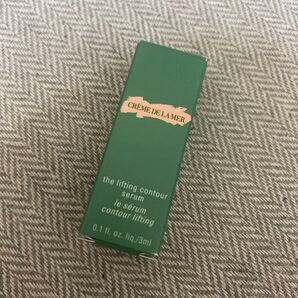 CRÈME DE LA MER
the lifting contour
serum
le sérum
contour lifting
0.1 fl. oz. liq./3ml